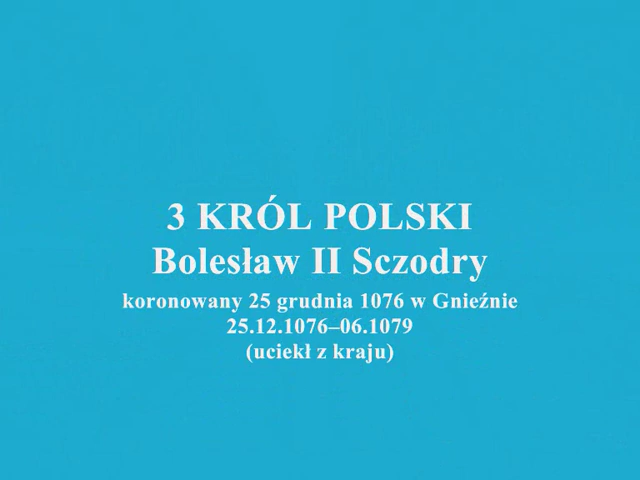 3 KRÓL POLSKI
Bolesław II Sczodry
koronowany 25 grudnia 1076 w Gnieźnie
25.12.1076–06.1079
(uciekł z kraju)